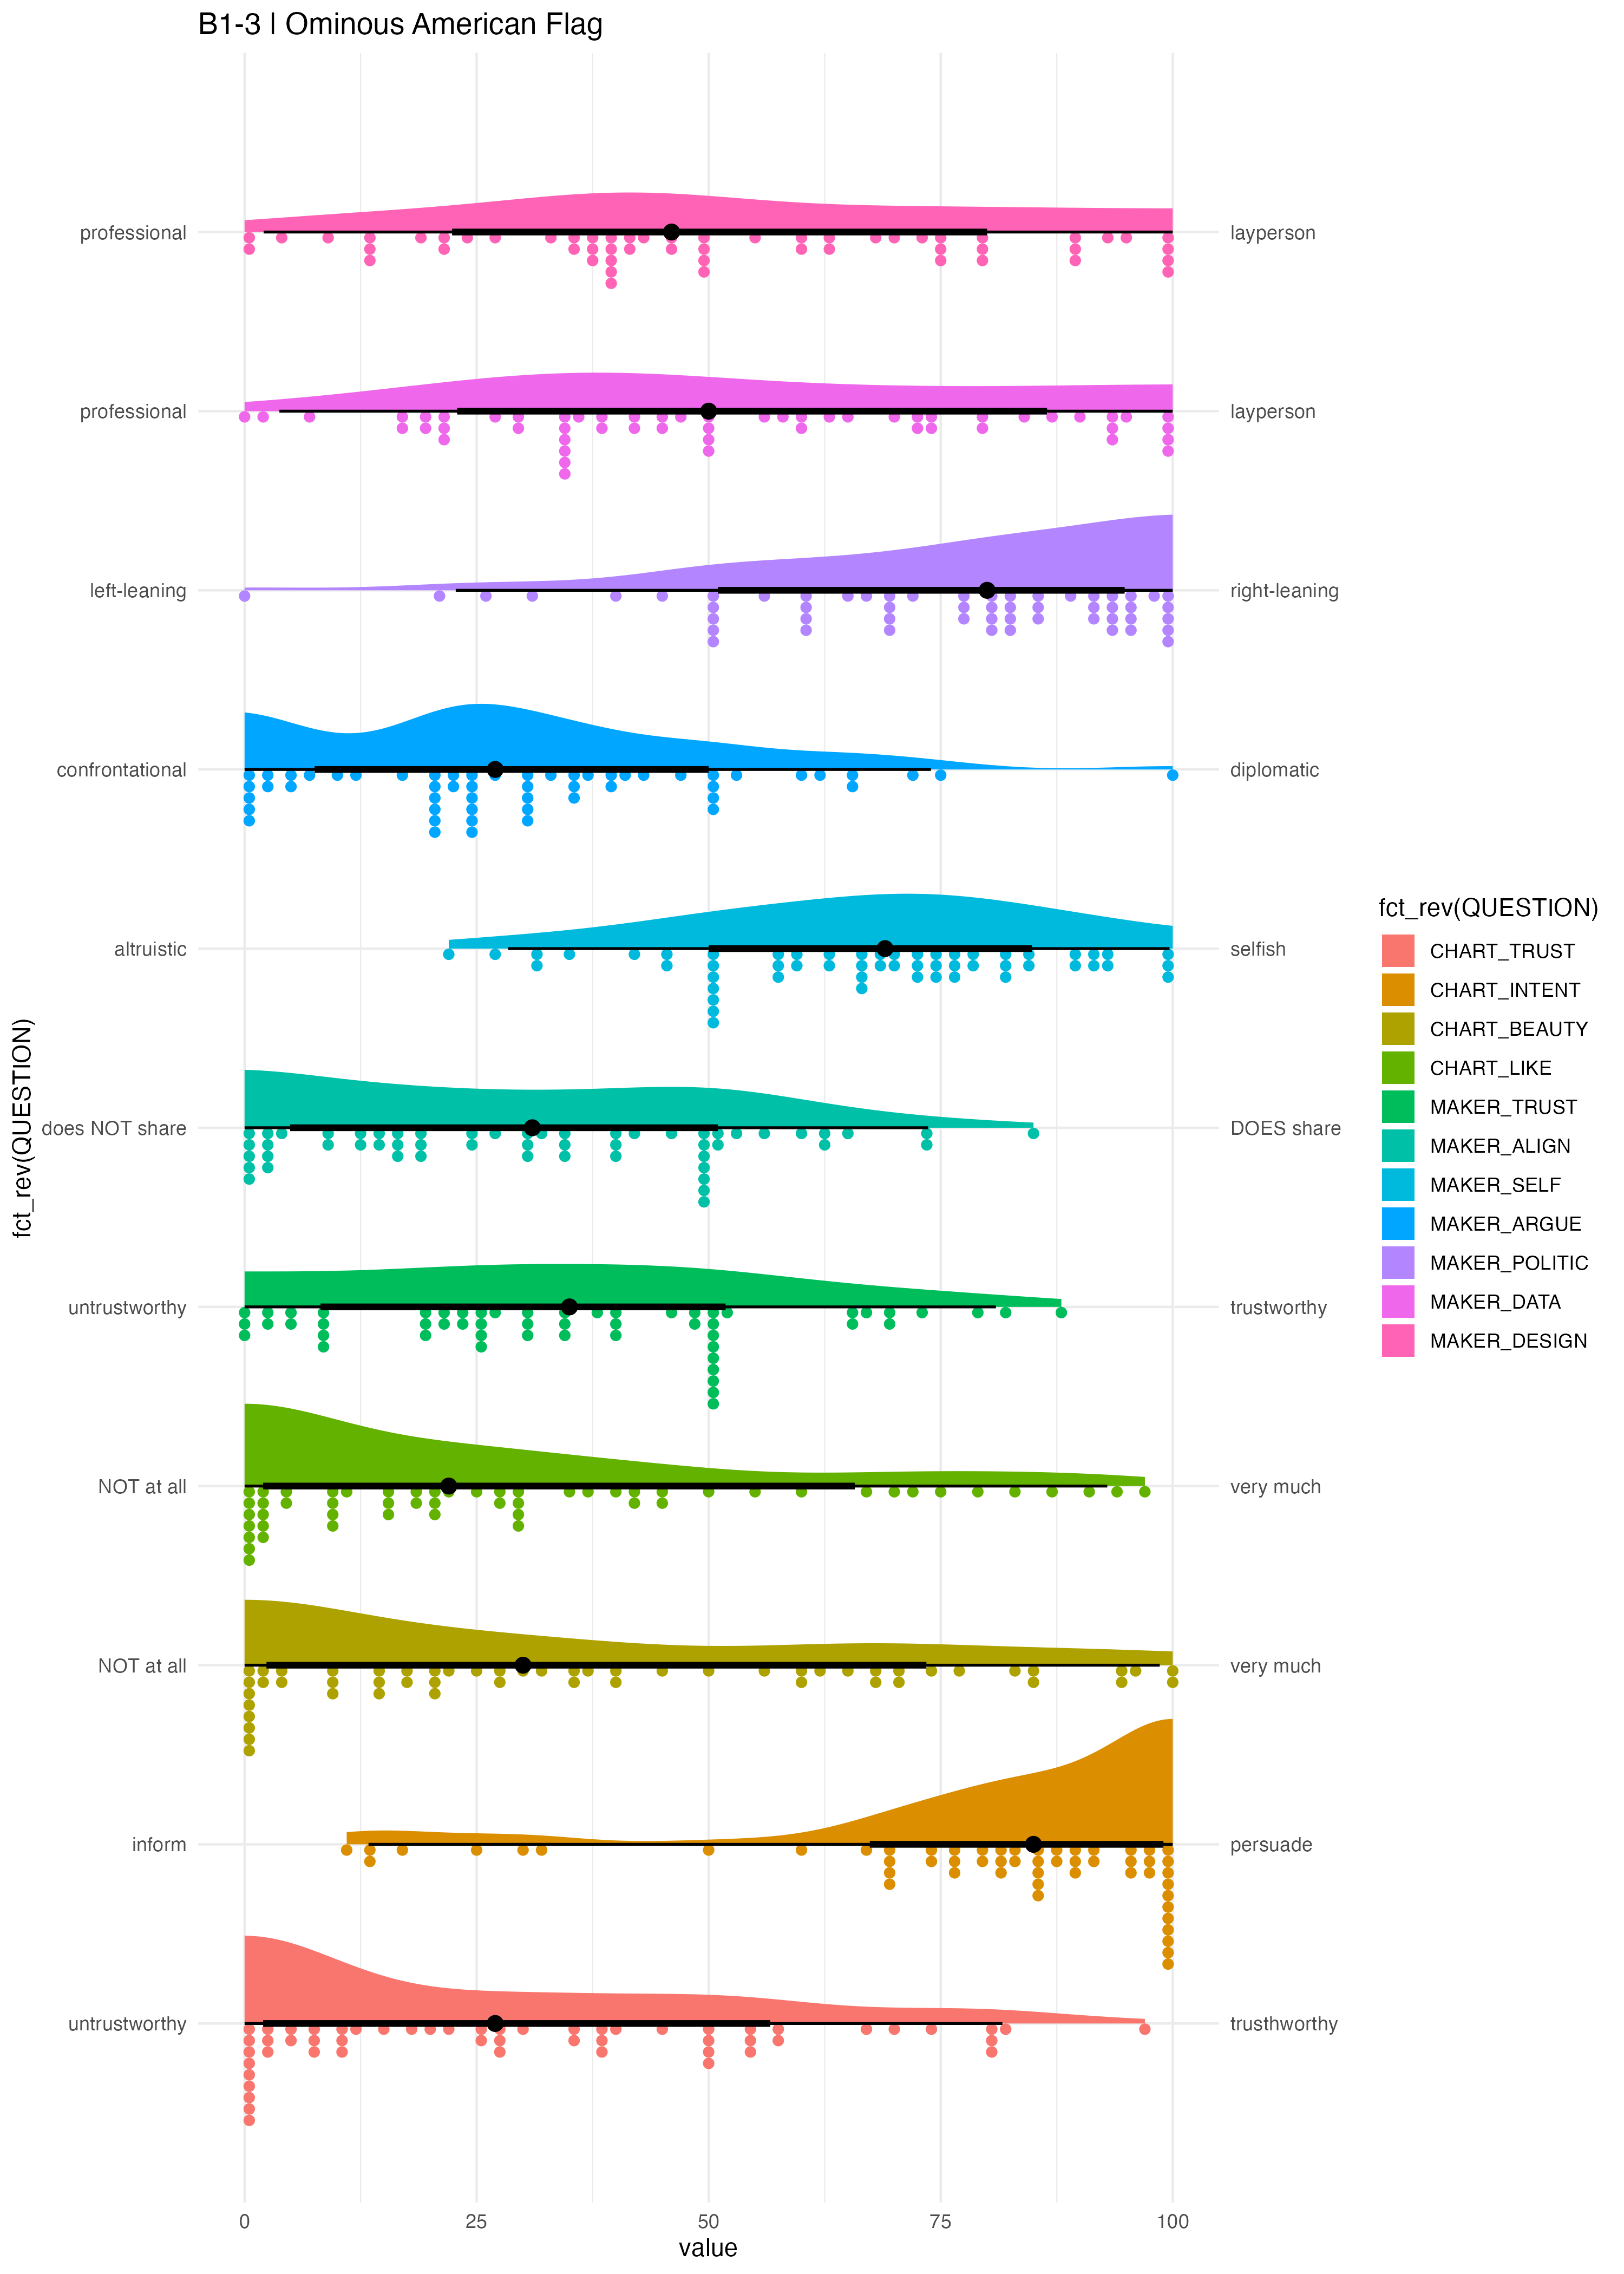 B1-3 | Ominous American Flag
professional
layperson
professional
layperson
left-leaning
right-leaning
confrontational
diplomatic
altruistic
selfish
does NOT share
DOES share
untrustworthy
trustworthy
NOT at all
very much
NOT at all
very much
inform
persuade
untrustworthy
trusthworthy
fct_rev(QUESTION)
0 25 50 75 100
value
fct_rev(QUESTION)
CHART_TRUST
CHART_INTENT
CHART_BEAUTY
CHART_LIKE
MAKER_TRUST
MAKER_ALIGN
MAKER_SELF
MAKER_ARGUE
MAKER_POLITIC
MAKER_DATA
MAKER_DESIGN